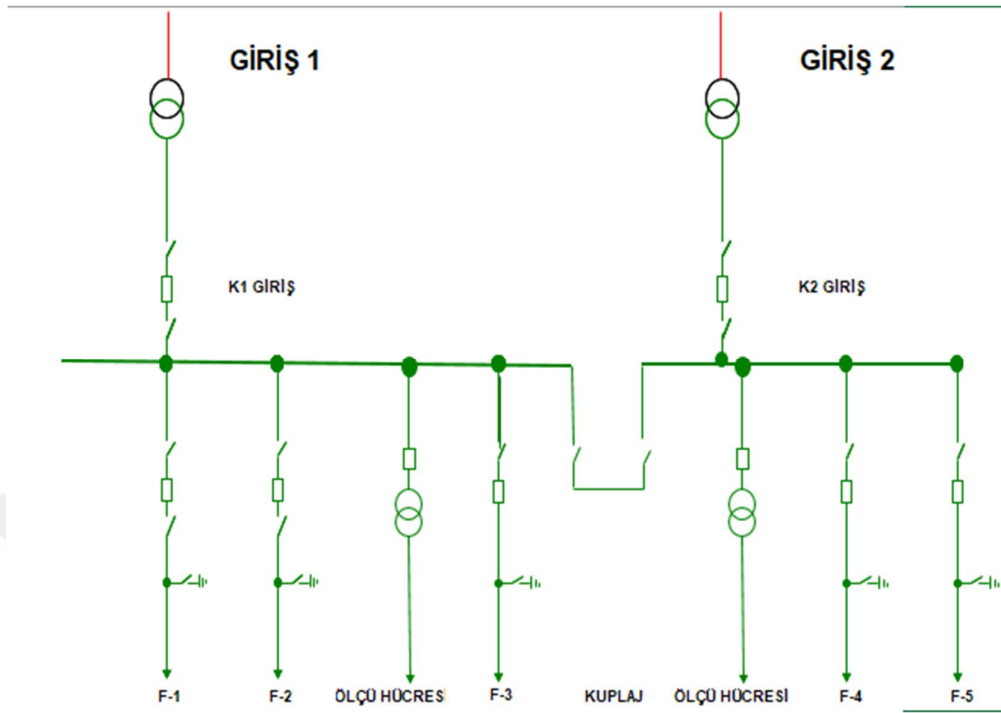 GİRİŞ 1
GİRİŞ 2
K1 GİRİŞ
K2 GİRİŞ
F-1
F-2
ÖLÇÜ HÜCRESİ
F-3
KUPLAJ
ÖLÇÜ HÜCRESİ
F-4
F-5